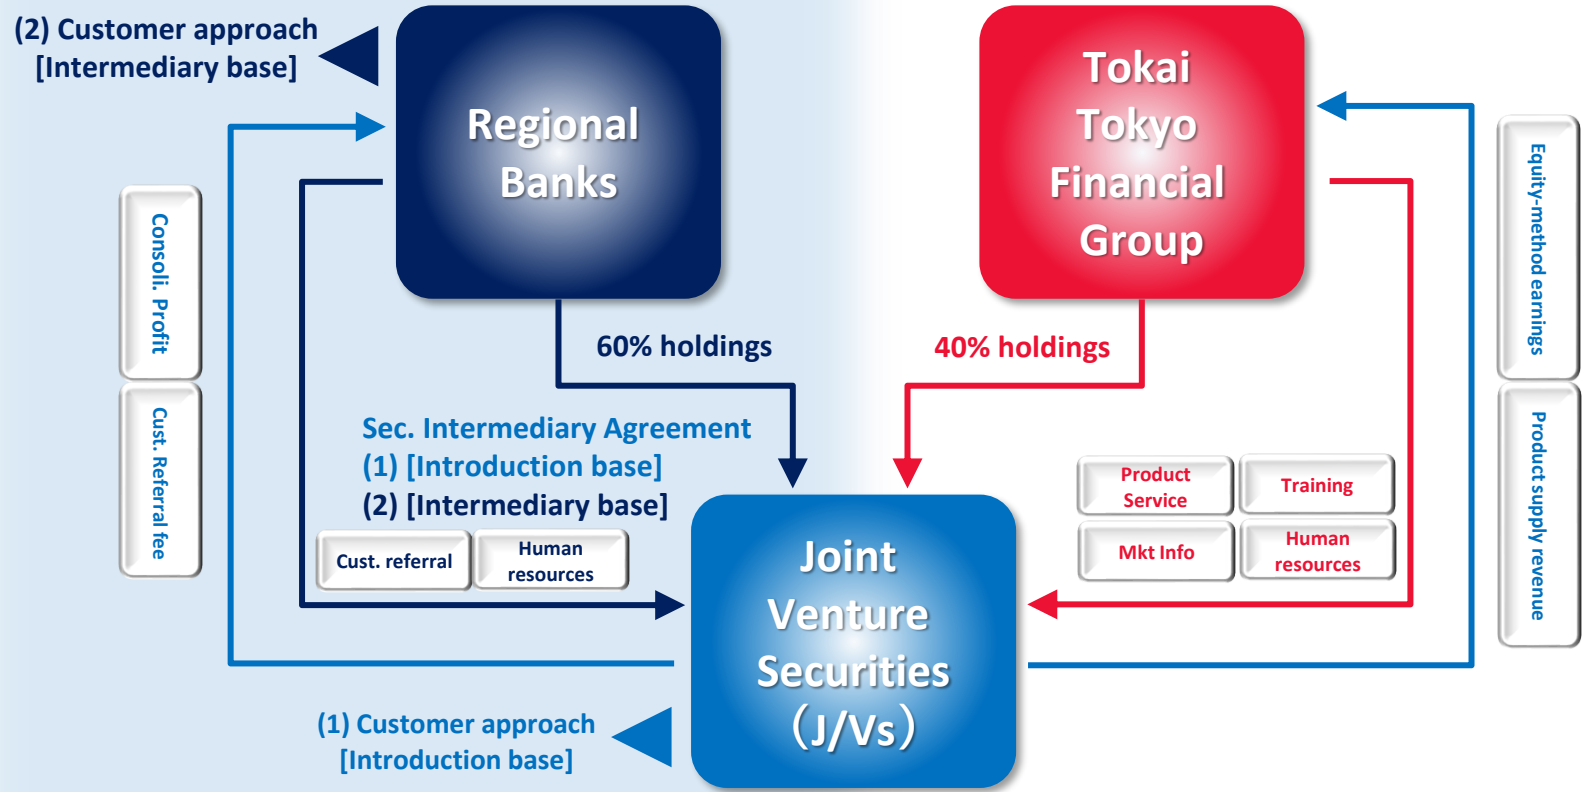 (2) Customer approach
[Intermediary base]
Regional
Banks
Tokai
Tokyo
Financial
Group
Consoli. Profit
Cust. Referral fee
60% holdings
40% holdings
Equity-method earnings
Product supply revenue
Sec. Intermediary Agreement
(1) [Introduction base]
(2) [Intermediary base]
Cust. referral
Human
resources
Product
Service
Training
Mkt Info
Human
resources
Joint
Venture
Securities
（J/Vs）
(1) Customer approach
[Introduction base]